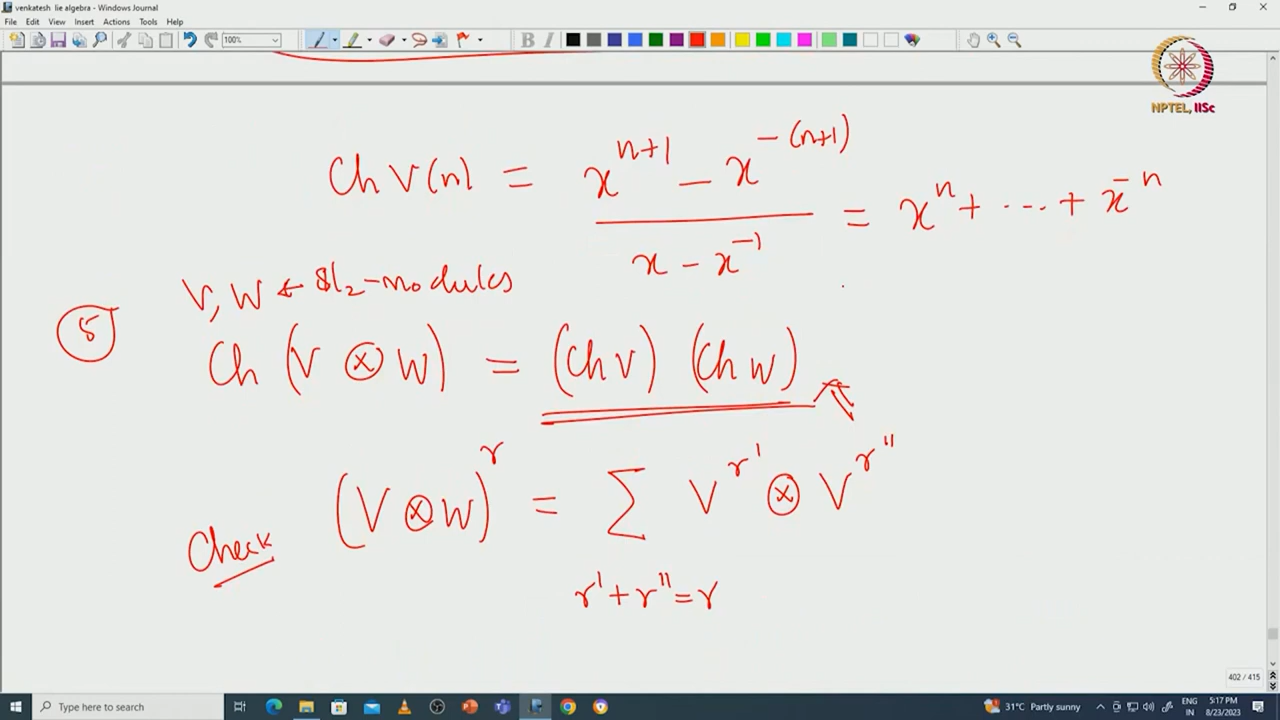 venkatesh lie algebra - Windows Journal
File Edit View Insert Actions Tools Help
100%
B I
NPTEL, IISc
Ch V(n) = x^{n+1} - x^{-(n+1)} / x - x^{-1} = x^n + ... + x^{-n}
V, W ← sl_2-modules
⑤ Ch (V ⊗ W) = (Ch V) (Ch W)
Check (V ⊗ W)^r = ∑ V^{r'} ⊗ V^{r''}
r' + r'' = r
402 / 415
Type here to search
31°C Partly sunny
ENG
IN
5:17 PM
8/23/2023